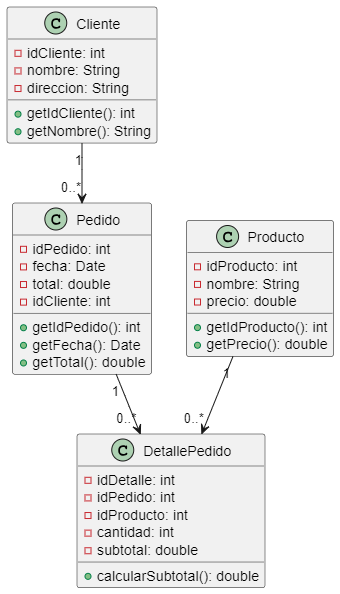 C Cliente
idCliente: int
nombre: String
direccion: String
getIdCliente(): int
getNombre(): String
1
0..*
C Pedido
idPedido: int
fecha: Date
total: double
idCliente: int
getIdPedido(): int
getFecha(): Date
getTotal(): double
C Producto
idProducto: int
nombre: String
precio: double
getIdProducto(): int
getPrecio(): double
1
1
0..*
0..*
C DetallePedido
idDetalle: int
idPedido: int
idProducto: int
cantidad: int
subtotal: double
calcularSubtotal(): double